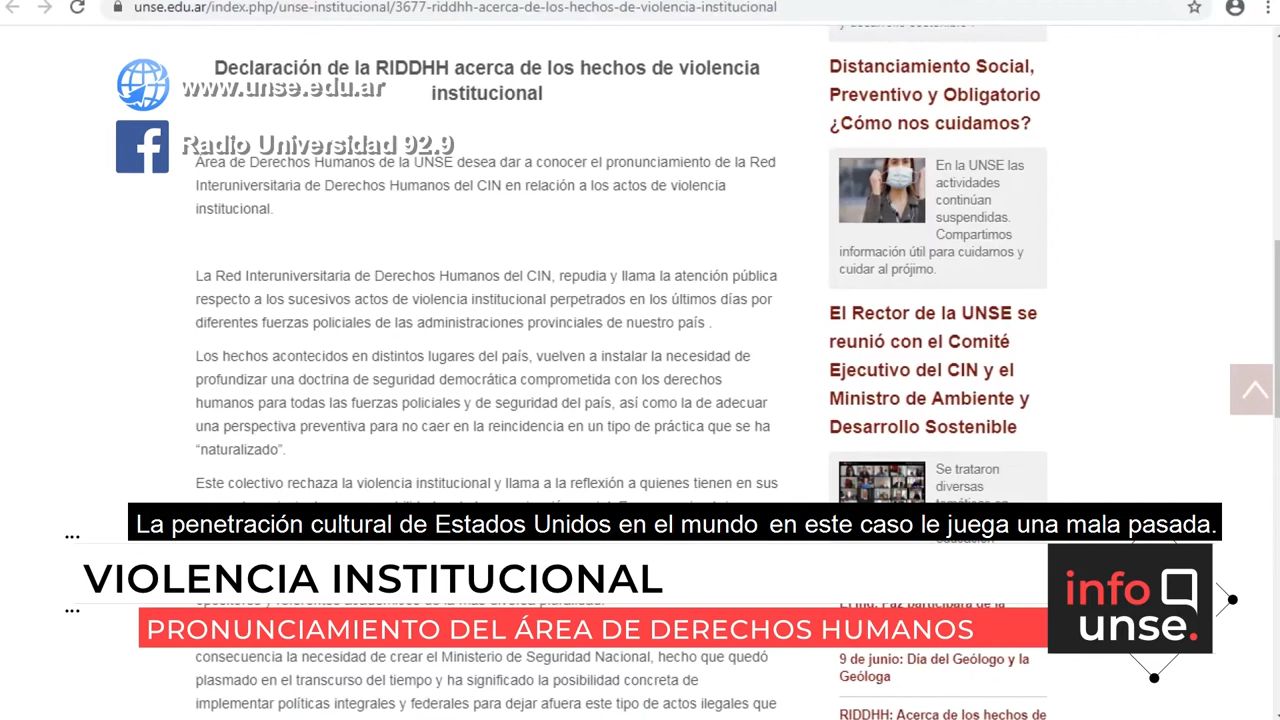 unse.edu.ar/index.php/unse-institucional/3677-riddhh-acerca-de-los-hechos-de-violencia-institucional
Declaración de la RIDDHH acerca de los hechos de violencia
institucional
www.unse.edu.ar
Radio Universidad 92.9
Área de Derechos Humanos de la UNSE desea dar a conocer el pronunciamiento de la Red
Interuniversitaria de Derechos Humanos del CIN en relación a los actos de violencia
institucional.
La Red Interuniversitaria de Derechos Humanos del CIN, repudia y llama la atención pública
respecto a los sucesivos actos de violencia institucional perpetrados en los últimos días por
diferentes fuerzas policiales de las administraciones provinciales de nuestro país .
Los hechos acontecidos en distintos lugares del país, vuelven a instalar la necesidad de
profundizar una doctrina de seguridad democrática comprometida con los derechos
humanos para todas las fuerzas policiales y de seguridad del país, así como la de adecuar
una perspectiva preventiva para no caer en la reincidencia en un tipo de práctica que se ha
“naturalizado”.
Este colectivo rechaza la violencia institucional y llama a la reflexión a quienes tienen en sus
Distanciamiento Social,
Preventivo y Obligatorio
¿Cómo nos cuidamos?
En la UNSE las
actividades
continúan
suspendidas.
Compartimos
información útil para cuidarnos y
cuidar al prójimo.
El Rector de la UNSE se
reunió con el Comité
Ejecutivo del CIN y el
Ministro de Ambiente y
Desarrollo Sostenible
Se trataron
diversas
La penetración cultural de Estados Unidos en el mundo en este caso le juega una mala pasada.
VIOLENCIA INSTITUCIONAL
PRONUNCIAMIENTO DEL ÁREA DE DERECHOS HUMANOS
info
unse.
consecuencia la necesidad de crear el Ministerio de Seguridad Nacional, hecho que quedó
plasmado en el transcurso del tiempo y ha significado la posibilidad concreta de
implementar políticas integrales y federales para dejar afuera este tipo de actos ilegales que
9 de junio: Día del Geólogo y la
Geóloga
RIDDHH: Acerca de los hechos de